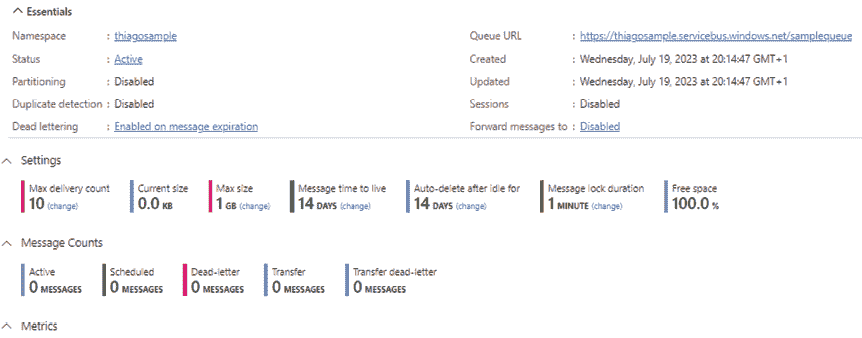 Essentials
Namespace : thiagosample Queue URL : https://thiagosample.servicebus.windows.net/samplequeue
Status : Active Created : Wednesday, July 19, 2023 at 20:14:47 GMT+1
Partitioning : Disabled Updated : Wednesday, July 19, 2023 at 20:14:47 GMT+1
Duplicate detection : Disabled Sessions : Disabled
Dead lettering : Enabled on message expiration Forward messages to : Disabled
Settings
Max delivery count Current size Max size Message time to live Auto-delete after idle for Message lock duration Free space
10 (change) 0.0 KB 1 GB (change) 14 DAYS (change) 14 DAYS (change) 1 MINUTE (change) 100.0 %
Message Counts
Active Scheduled Dead-letter Transfer Transfer dead-letter
0 MESSAGES 0 MESSAGES 0 MESSAGES 0 MESSAGES 0 MESSAGES
Metrics